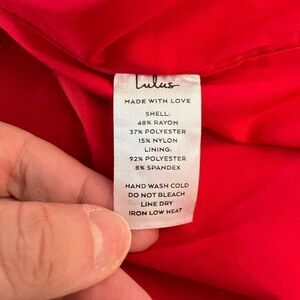 Lulus
MADE WITH LOVE
SHELL:
48% RAYON
37% POLYESTER
15% NYLON
LINING:
92% POLYESTER
8% SPANDEX
HAND WASH COLD
DO NOT BLEACH
LINE DRY
IRON LOW HEAT